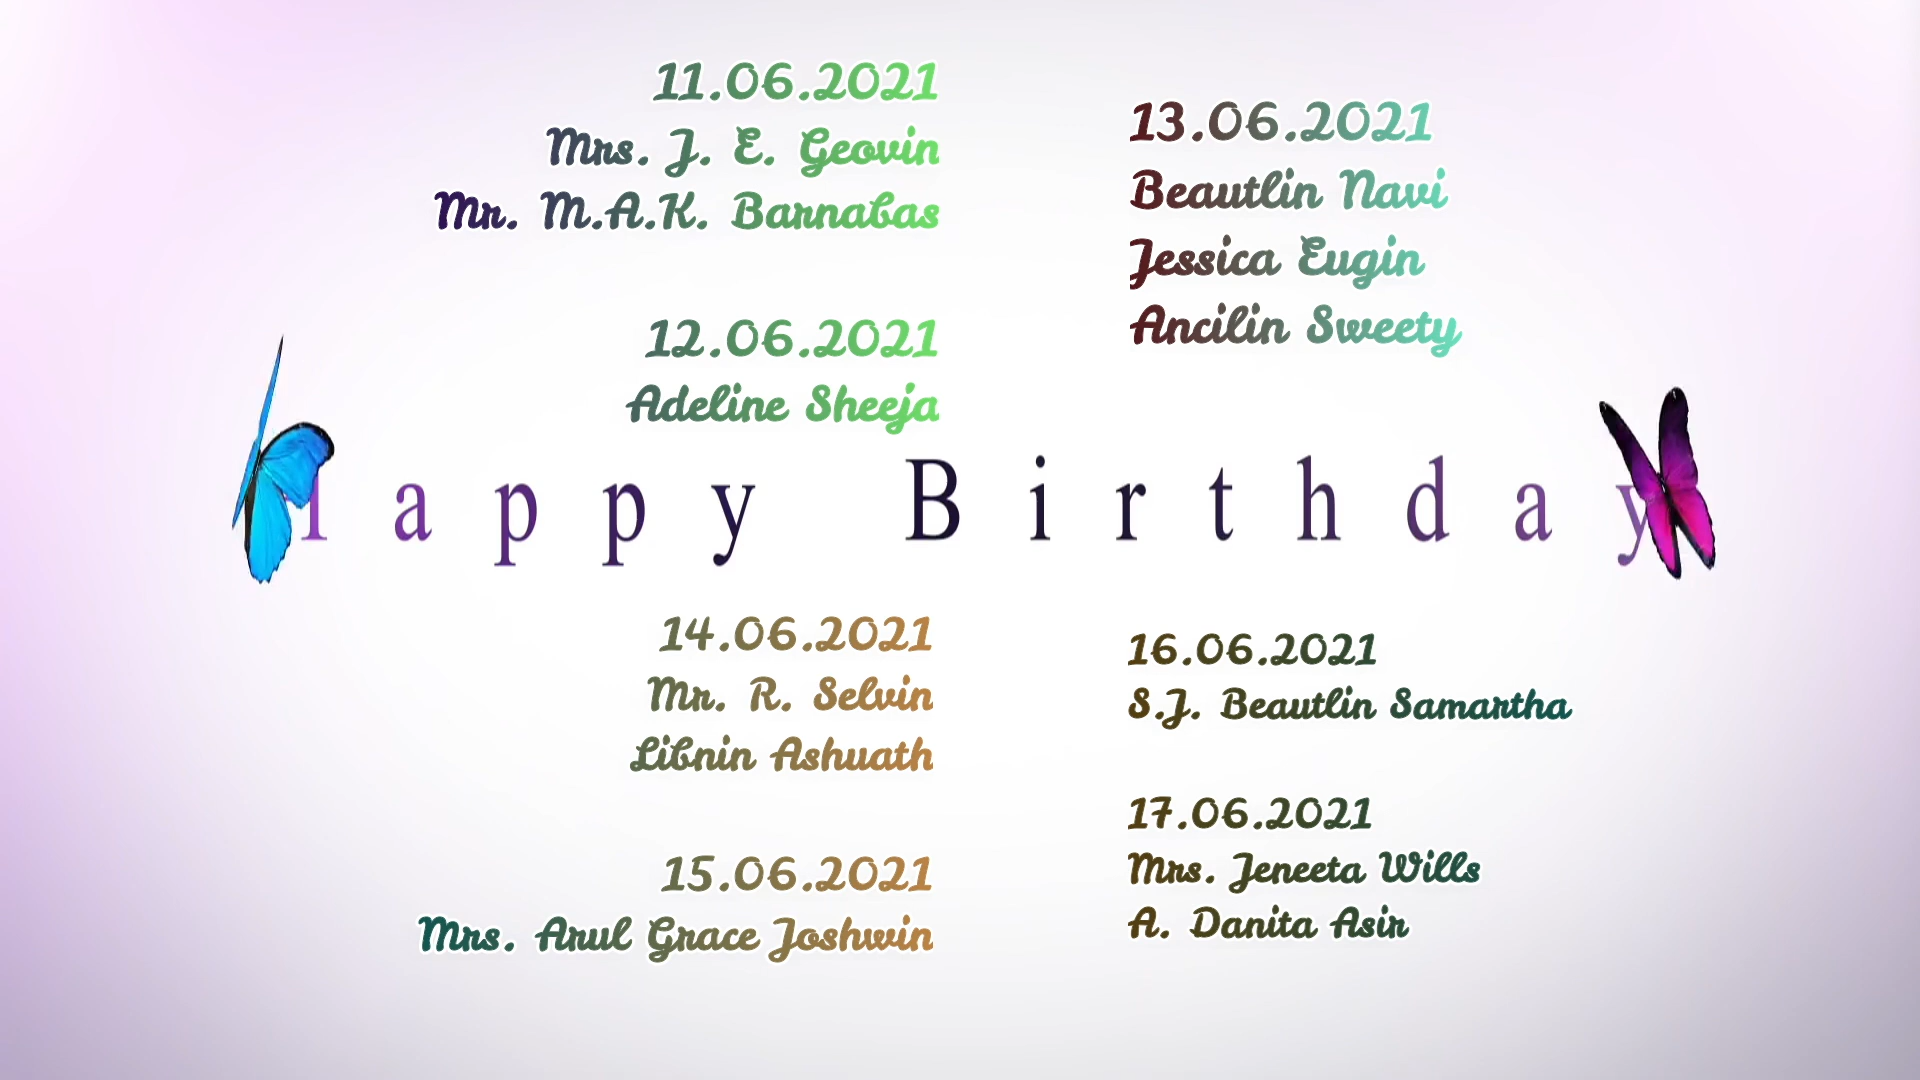 11.06.2021
Mrs. J. E. Geovin
Mr. M.A.K. Barnabas
12.06.2021
Adeline Sheeja
13.06.2021
Beautlin Navi
Jessica Eugin
Ancilin Sweety
Happy Birthday
14.06.2021
Mr. R. Selvin
Libnin Ashuath
15.06.2021
Mrs. Arul Grace Joshwin
16.06.2021
S.J. Beautlin Samartha
17.06.2021
Mrs. Jeneeta Wills
A. Danita Asir